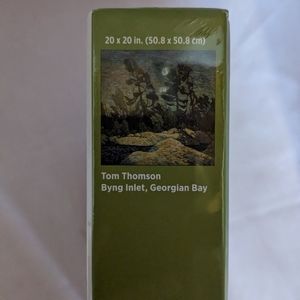 20 x 20 in. (50.8 x 50.8 cm)
Tom Thomson
Byng Inlet, Georgian Bay